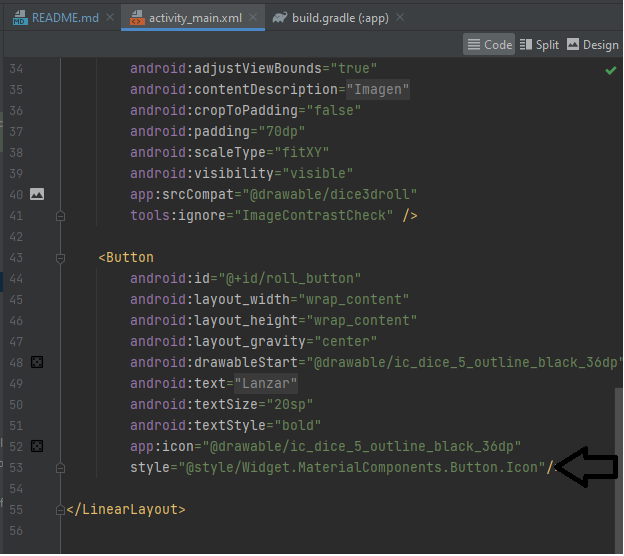 README.md activity_main.xml build.gradle (:app)
Code Split Design
34 android:adjustViewBounds="true"
35 android:contentDescription="Imagen"
36 android:cropToPadding="false"
37 android:padding="70dp"
38 android:scaleType="fitXY"
39 android:visibility="visible"
40 app:srcCompat="@drawable/dice3droll"
41 tools:ignore="ImageContrastCheck" />
42
43 <Button
44 android:id="@+id/roll_button"
45 android:layout_width="wrap_content"
46 android:layout_height="wrap_content"
47 android:layout_gravity="center"
48 android:drawableStart="@drawable/ic_dice_5_outline_black_36dp"
49 android:text="Lanzar"
50 android:textSize="20sp"
51 android:textStyle="bold"
52 app:icon="@drawable/ic_dice_5_outline_black_36dp"
53 style="@style/Widget.MaterialComponents.Button.Icon"/>
54
55 </LinearLayout>
56